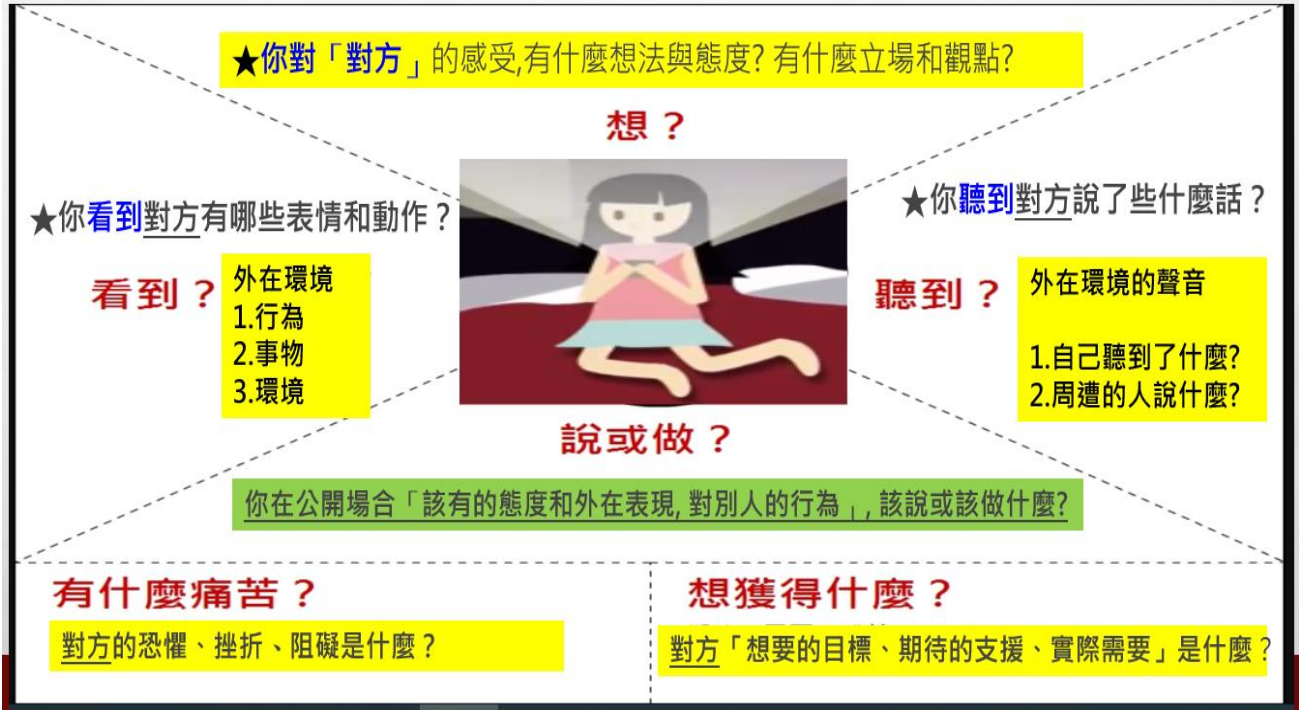 ★你對「對方」的感受,有什麼想法與態度? 有什麼立場和觀點?
想？
★你看到對方有哪些表情和動作？
看到？
外在環境
1.行為
2.事物
3.環境
★你聽到對方說了些什麼話？
聽到？
外在環境的聲音
1.自己聽到了什麼?
2.周遭的人說什麼?
說或做？
你在公開場合「該有的態度和外在表現, 對別人的行為」, 該說或該做什麼?
有什麼痛苦？
對方的恐懼、挫折、阻礙是什麼？
想獲得什麼？
對方「想要的目標、期待的支援、實際需要」是什麼？